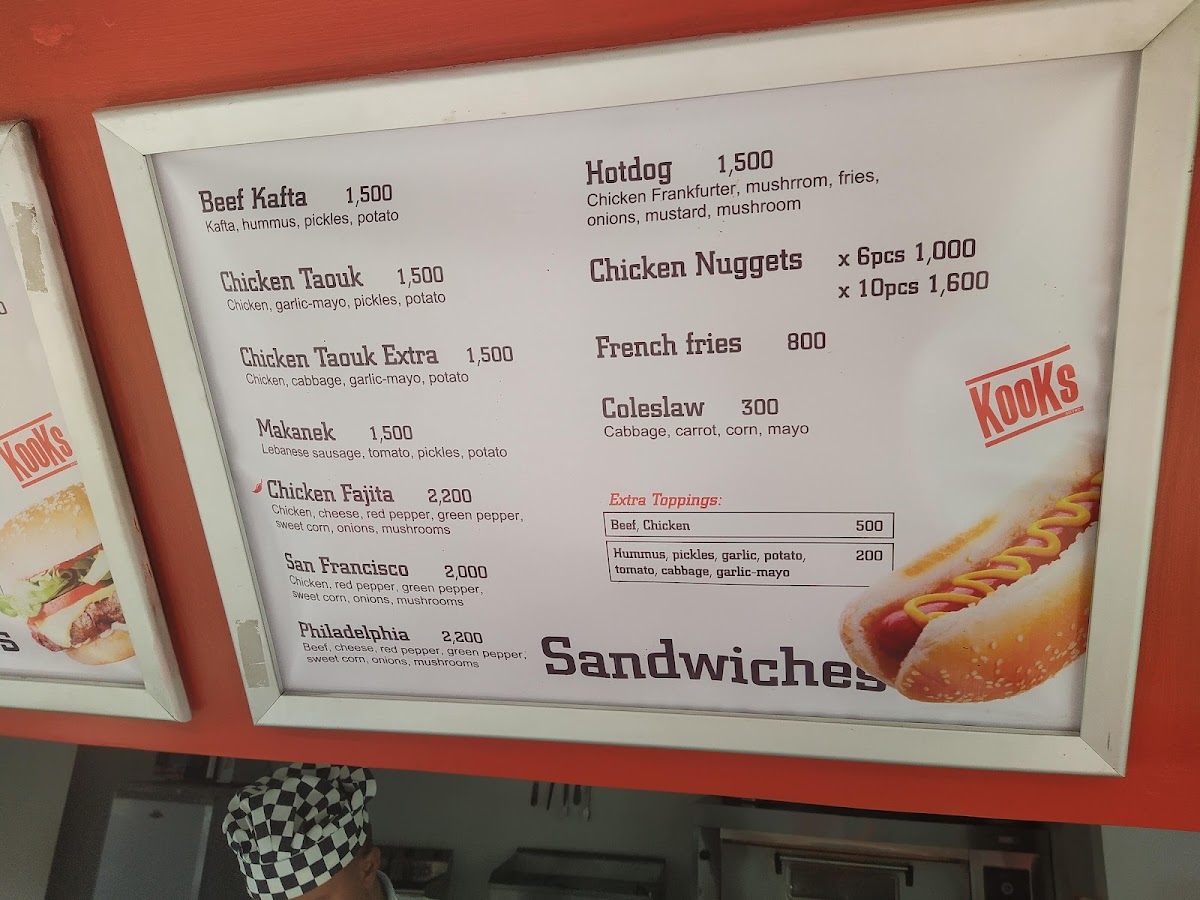 Beef Kafta 1,500
Kafta, hummus, pickles, potato
Chicken Taouk 1,500
Chicken, garlic-mayo, pickles, potato
Chicken Taouk Extra 1,500
Chicken, cabbage, garlic-mayo, potato
Makanek 1,500
Lebanese sausage, tomato, pickles, potato
Chicken Fajita 2,200
Chicken, cheese, red pepper, green pepper,
sweet corn, onions, mushrooms
San Francisco 2,000
Chicken, red pepper, green pepper,
sweet corn, onions, mushrooms
Philadelphia 2,200
Beef, cheese, red pepper, green pepper,
sweet corn, onions, mushrooms
Hotdog 1,500
Chicken Frankfurter, mushrrom, fries,
onions, mustard, mushroom
Chicken Nuggets x 6pcs 1,000
x 10pcs 1,600
French fries 800
Coleslaw 300
Cabbage, carrot, corn, mayo
Extra Toppings:
Beef, Chicken 500
Hummus, pickles, garlic, potato, 200
tomato, cabbage, garlic-mayo
KooKs
Sandwiches
KooKs